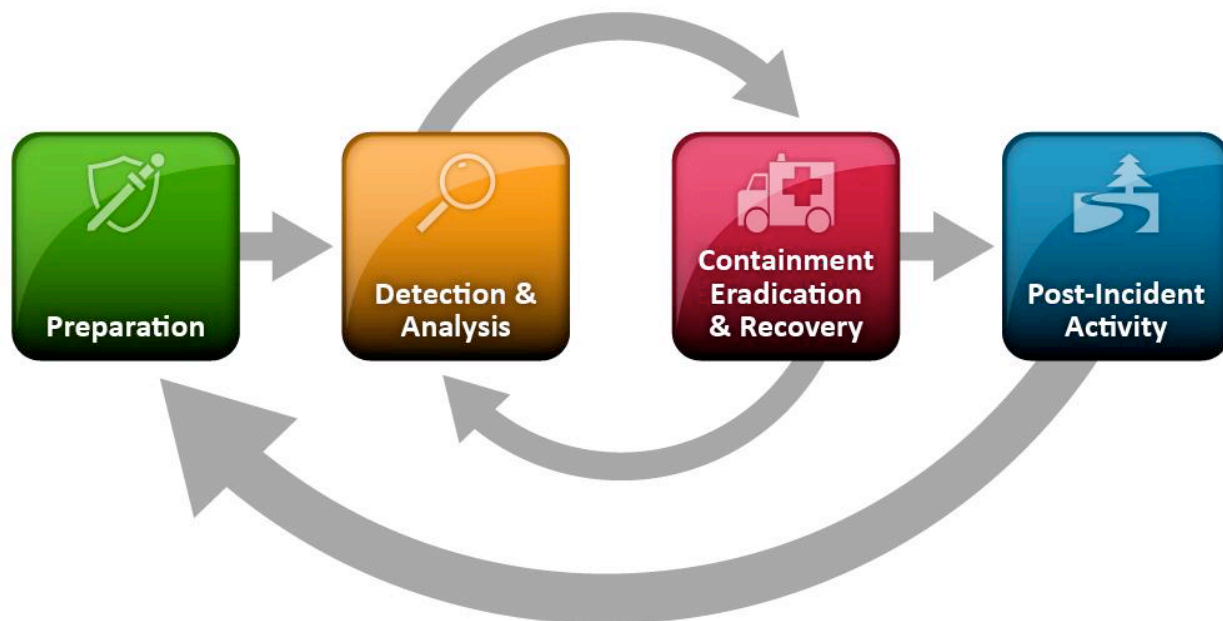 Preparation
Detection &
Analysis
Containment
Eradication
& Recovery
Post-Incident
Activity